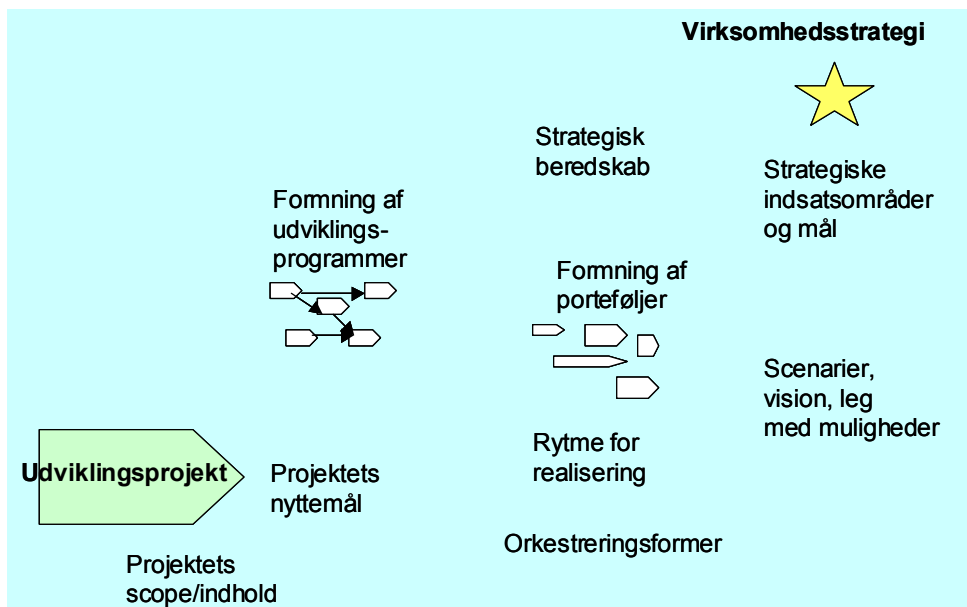 Virksomhedsstrategi
Strategisk
beredskab
Strategiske
indsatsområder
og mål
Formning af
udviklings-
programmer
Formning af
porteføljer
Scenarier,
vision, leg
med muligheder
Udviklingsprojekt
Projektets
nyttemål
Rytme for
realisering
Orkestreringsformer
Projektets
scope/indhold